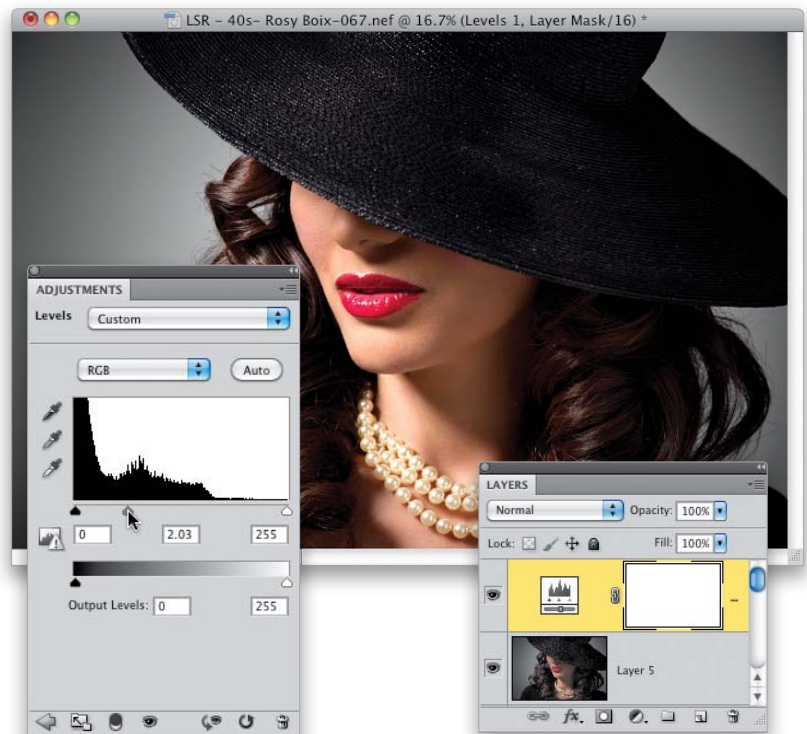 LSR - 40s- Rosy Boix-067.nef @ 16.7% (Levels 1, Layer Mask/16) *
ADJUSTMENTS
Levels Custom
RGB Auto
0 2.03 255
Output Levels: 0 255
LAYERS
Normal Opacity: 100%
Lock: Fill: 100%
Layer 5
fx.